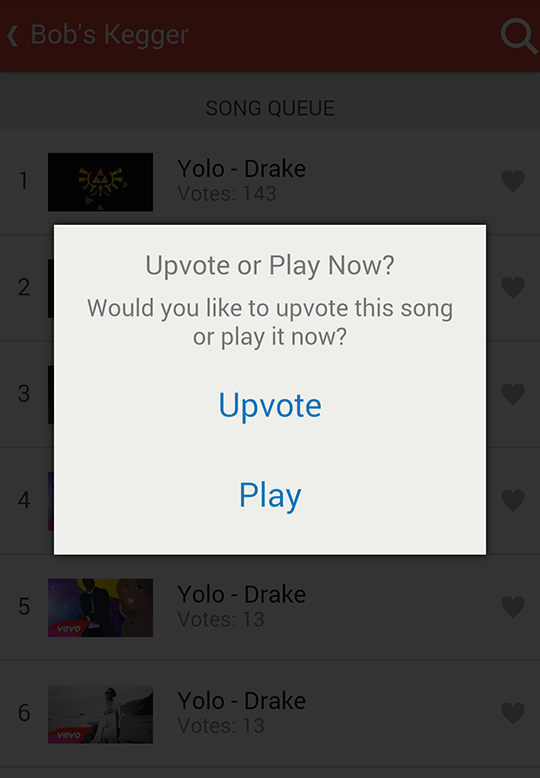 Bob's Kegger
SONG QUEUE
1
Yolo - Drake
Votes: 143
2
Upvote or Play Now?
Would you like to upvote this song
or play it now?
3
Upvote
4
Play
5
Yolo - Drake
Votes: 13
vevo
6
Yolo - Drake
Votes: 13
vevo